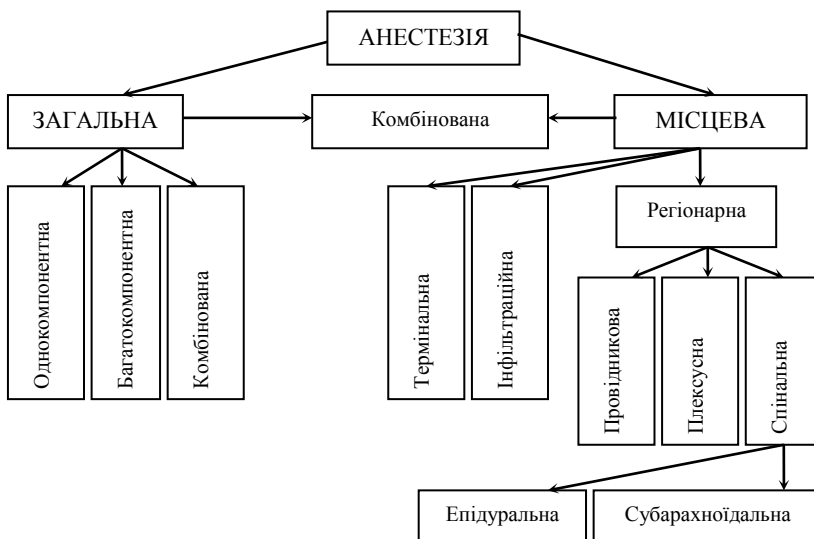 АНЕСТЕЗІЯ
ЗАГАЛЬНА
Комбінована
МІСЦЕВА
Однокомпонентна
Багатокомпонентна
Комбінована
Термінальна
Інфільтраційна
Регіонарна
Провідникова
Плексусна
Спінальна
Епідуральна
Субарахноїдальна